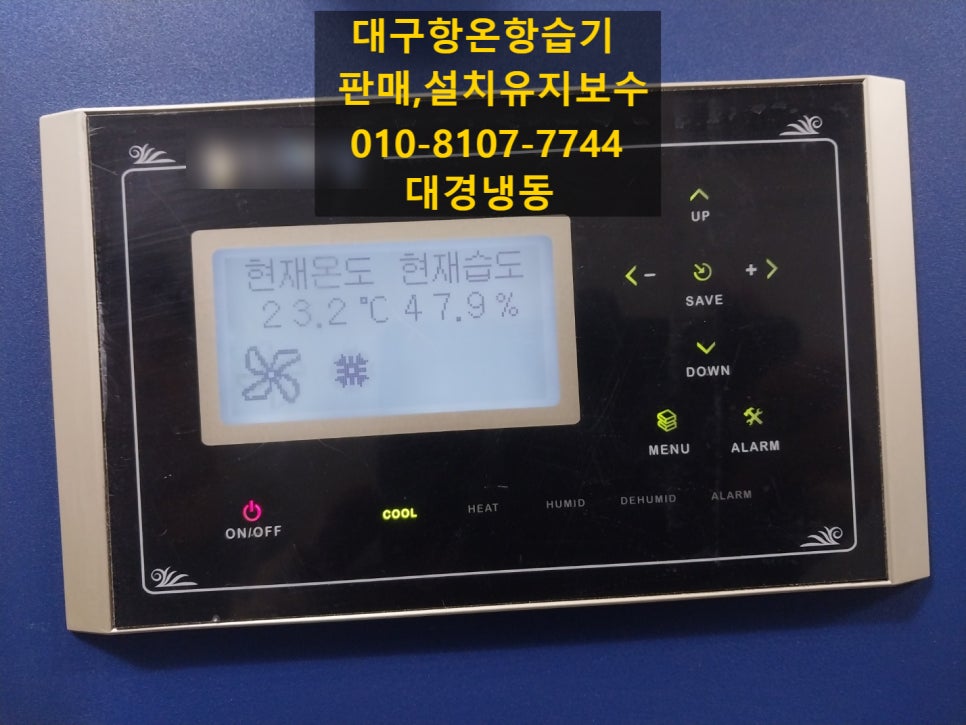 대구항온항습기
판매,설치유지보수
010-8107-7744
대경냉동
UP
현재온도 현재습도
23.2℃ 47.9%
< - SAVE + >
DOWN
MENU ALARM
ON/OFF
COOL HEAT HUMID DEHUMID ALARM